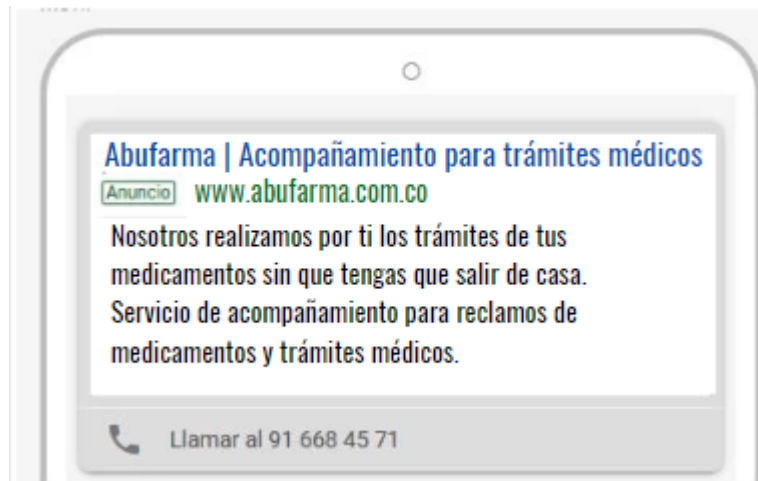 Abufarma | Acompañamiento para trámites médicos
Anuncio www.abufarma.com.co
Nosotros realizamos por ti los trámites de tus
medicamentos sin que tengas que salir de casa.
Servicio de acompañamiento para reclamos de
medicamentos y trámites médicos.
Llamar al 91 668 45 71